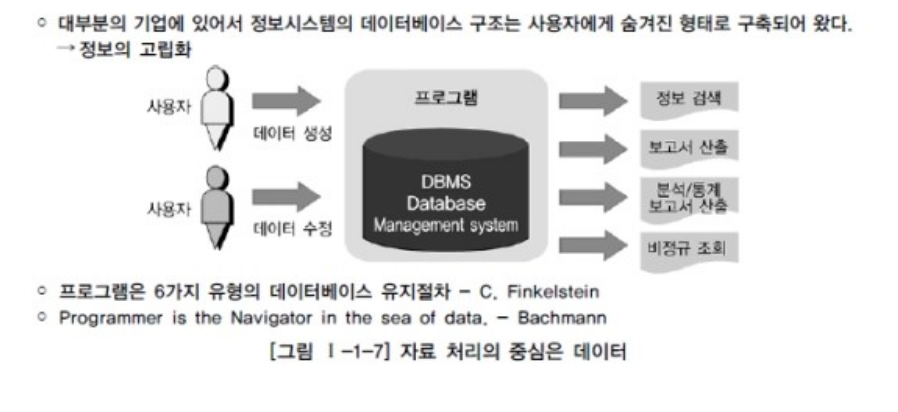 ○ 대부분의 기업에 있어서 정보시스템의 데이터베이스 구조는 사용자에게 숨겨진 형태로 구축되어 왔다.
→ 정보의 고립화
프로그램
사용자
데이터 생성
DBMS
Database
Management system
사용자
데이터 수정
정보 검색
보고서 산출
분석/통계
보고서 산출
비정규 조회
○ 프로그램은 6가지 유형의 데이터베이스 유지절차 - C. Finkelstein
○ Programmer is the Navigator in the sea of data. - Bachmann
[그림 Ⅰ-1-7] 자료 처리의 중심은 데이터